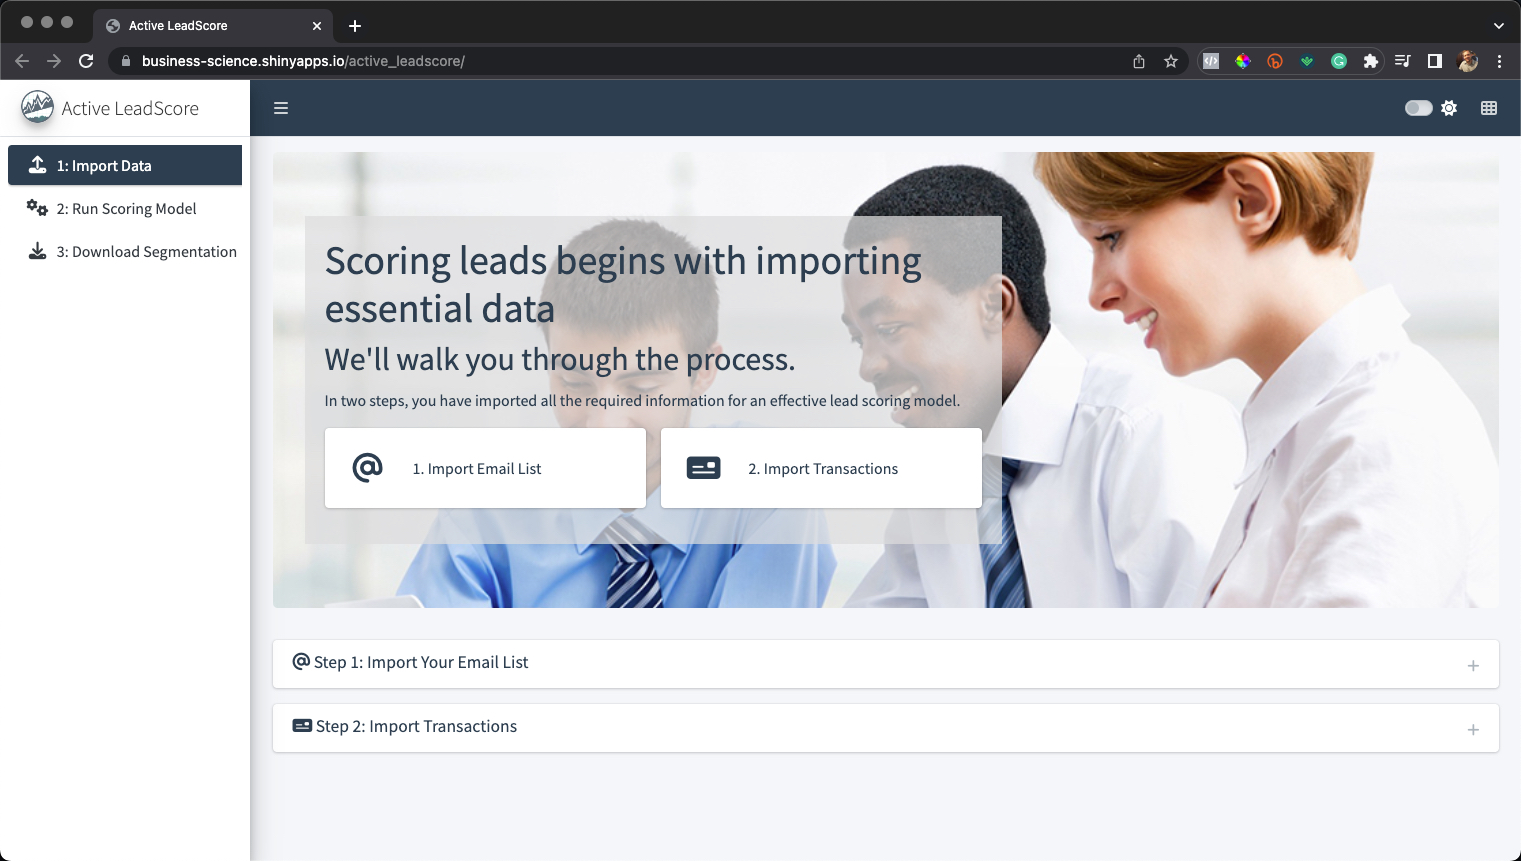 Active LeadScore
business-science.shinyapps.io/active_leadscore/
Active LeadScore
1: Import Data
2: Run Scoring Model
3: Download Segmentation
Scoring leads begins with importing
essential data
We'll walk you through the process.
In two steps, you have imported all the required information for an effective lead scoring model.
1. Import Email List
2. Import Transactions
Step 1: Import Your Email List
Step 2: Import Transactions